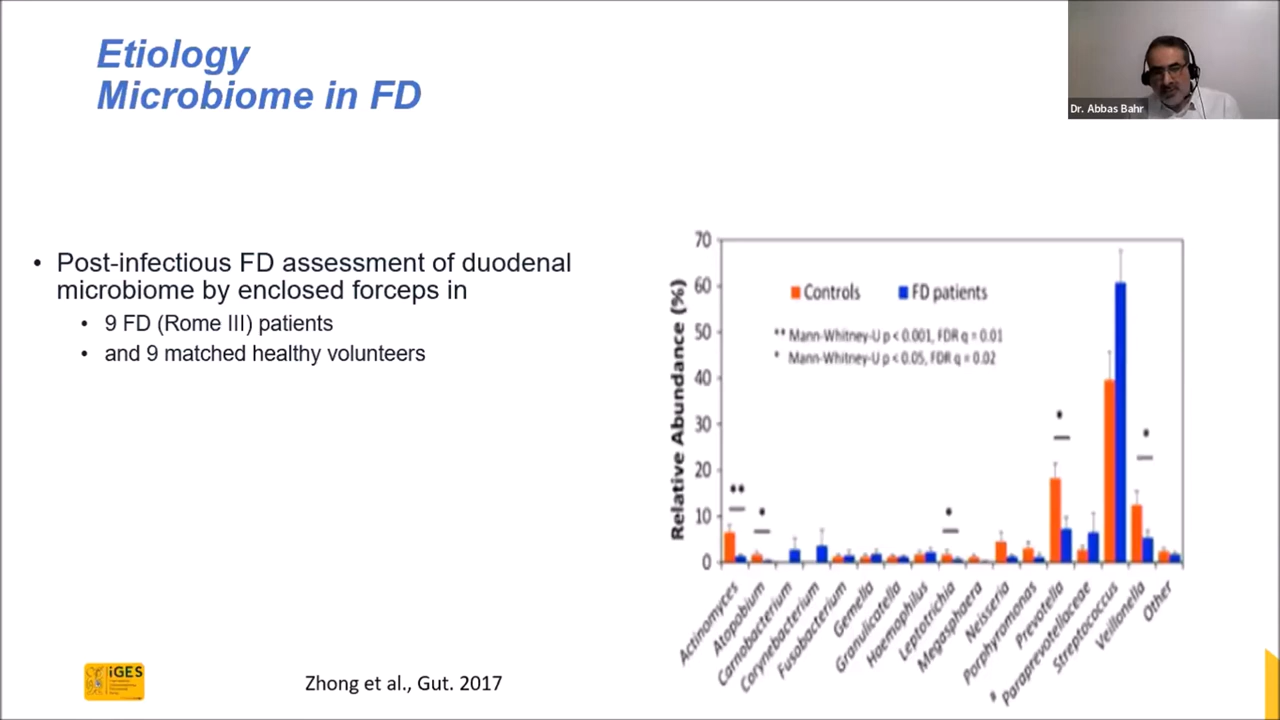 Etiology
Microbiome in FD
Dr. Abbas Bahr
• Post-infectious FD assessment of duodenal
microbiome by enclosed forceps in
• 9 FD (Rome III) patients
• and 9 matched healthy volunteers
Relative Abundance (%)
70
60
50
40
30
20
10
0
Controls
FD patients
** Mann-Whitney-U p < 0.001, FDR q = 0.01
* Mann-Whitney-U p < 0.05, FDR q = 0.02
**
*
*
*
*
Actinomyces
Atopobium
Carnobacterium
Corynebacterium
Fusobacterium
Gemella
Granulicatella
Haemophilus
Leptotrichia
Megasphaera
Neisseria
Porphyromonas
Prevotella
Paraprevotellaceae
Streptococcus
Veillonella
Other
iGES
Zhong et al., Gut. 2017